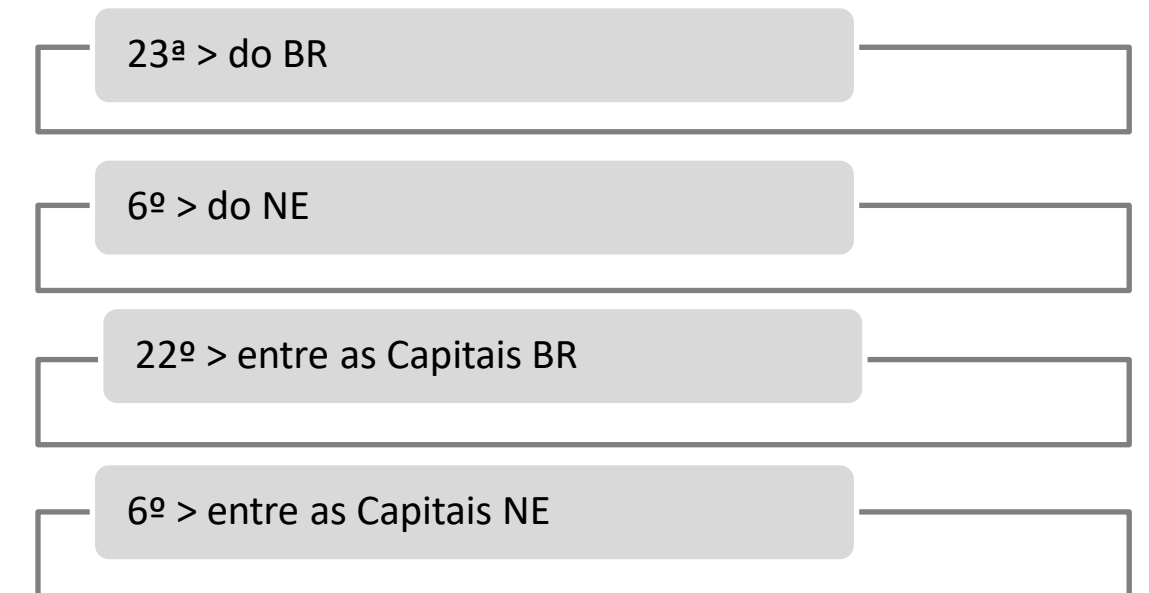 23ª > do BR
6º > do NE
22º > entre as Capitais BR
6º > entre as Capitais NE